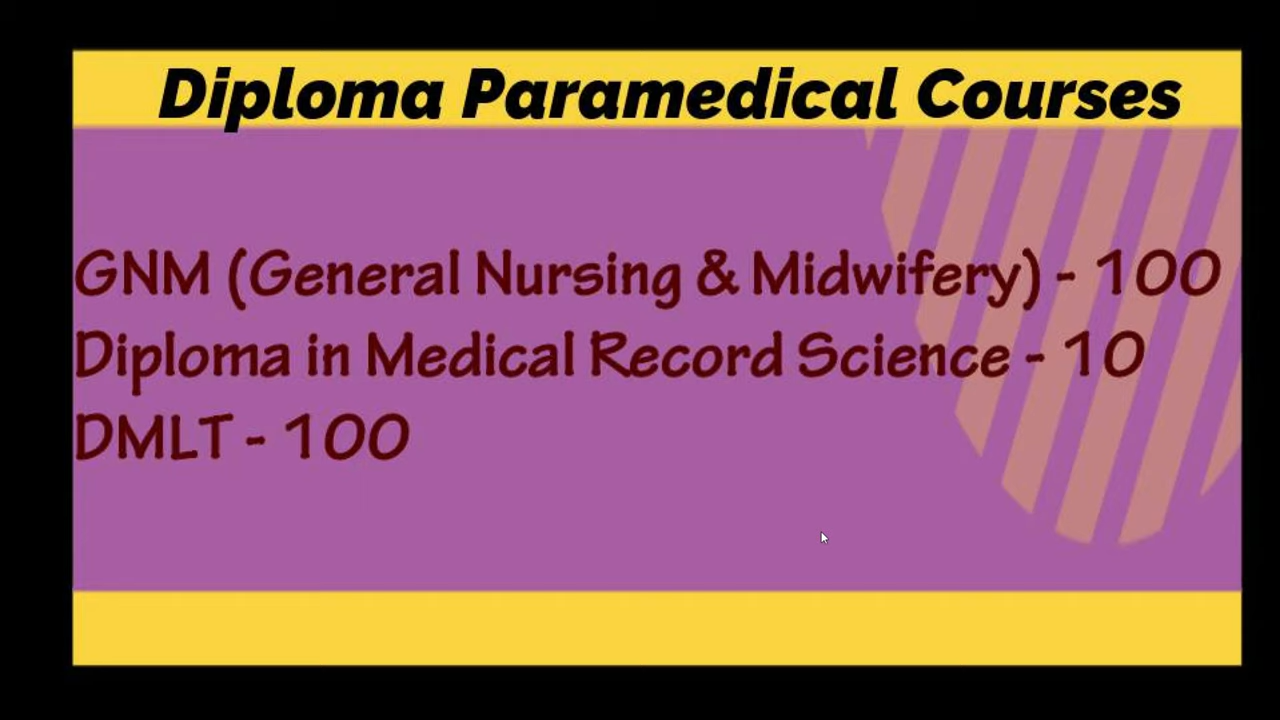 Diploma Paramedical Courses
GNM (General Nursing & Midwifery) - 100
Diploma in Medical Record Science - 10
DMLT - 100